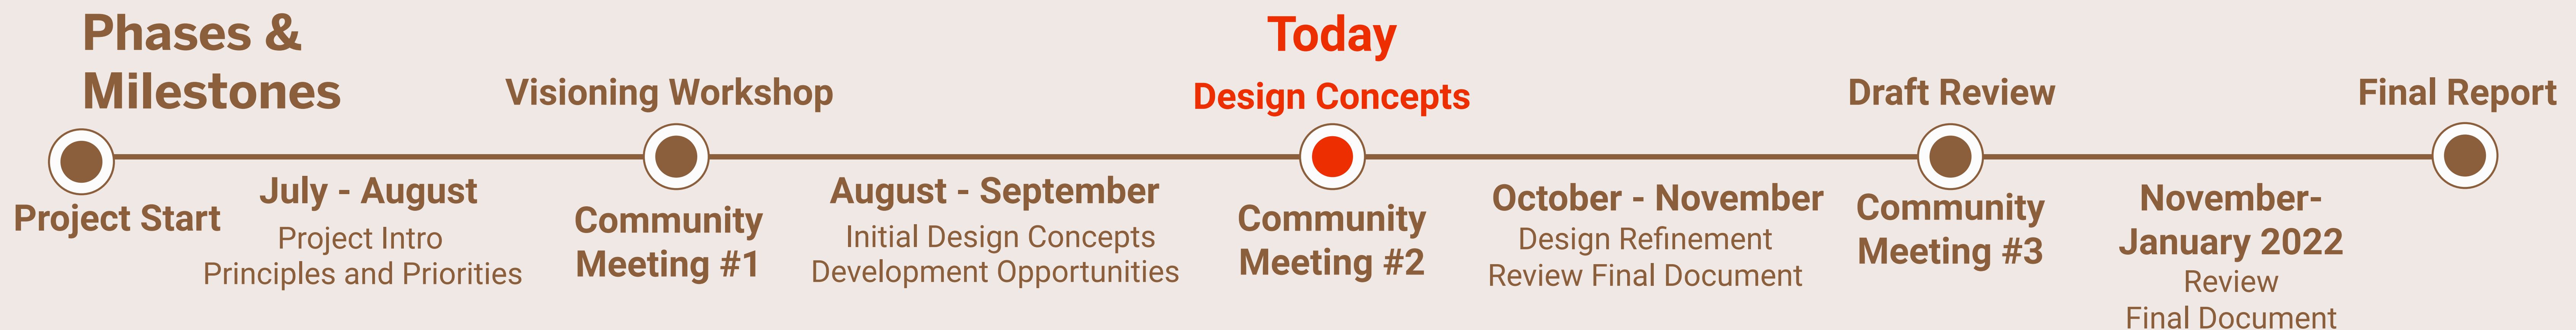 Phases &
Milestones
Project Start
July - August
Project Intro
Principles and Priorities
Visioning Workshop
Community
Meeting #1
August - September
Initial Design Concepts
Development Opportunities
Today
Design Concepts
Community
Meeting #2
October - November
Design Refinement
Review Final Document
Draft Review
Community
Meeting #3
November-
January 2022
Review
Final Document
Final Report